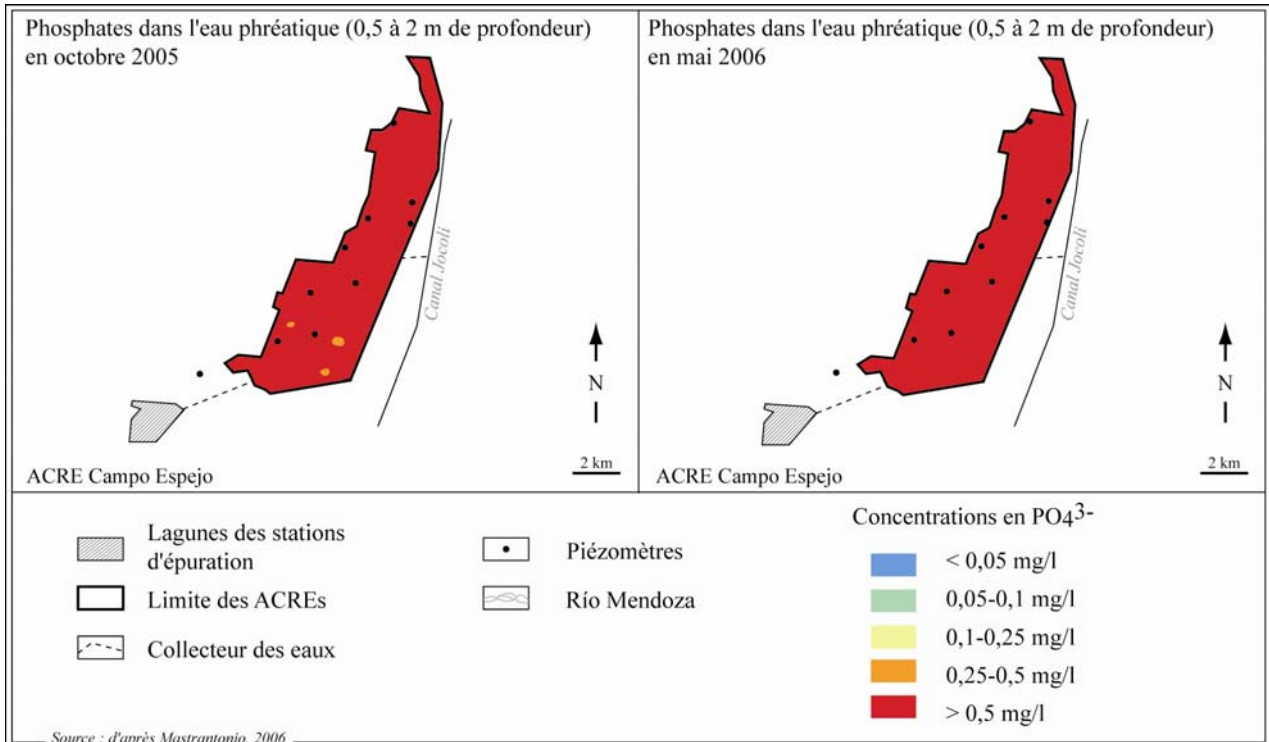 Phosphates dans l'eau phréatique (0,5 à 2 m de profondeur)
en octobre 2005
Canal Jocoli
N
2 km
ACRE Campo Espejo
Phosphates dans l'eau phréatique (0,5 à 2 m de profondeur)
en mai 2006
Canal Jocoli
N
2 km
ACRE Campo Espejo
Lagunes des stations
d'épuration
Limite des ACREs
Collecteur des eaux
Piézomètres
Río Mendoza
Concentrations en PO4³⁻
< 0,05 mg/l
0,05-0,1 mg/l
0,1-0,25 mg/l
0,25-0,5 mg/l
> 0,5 mg/l
Source : d'après Mastrantonio, 2006